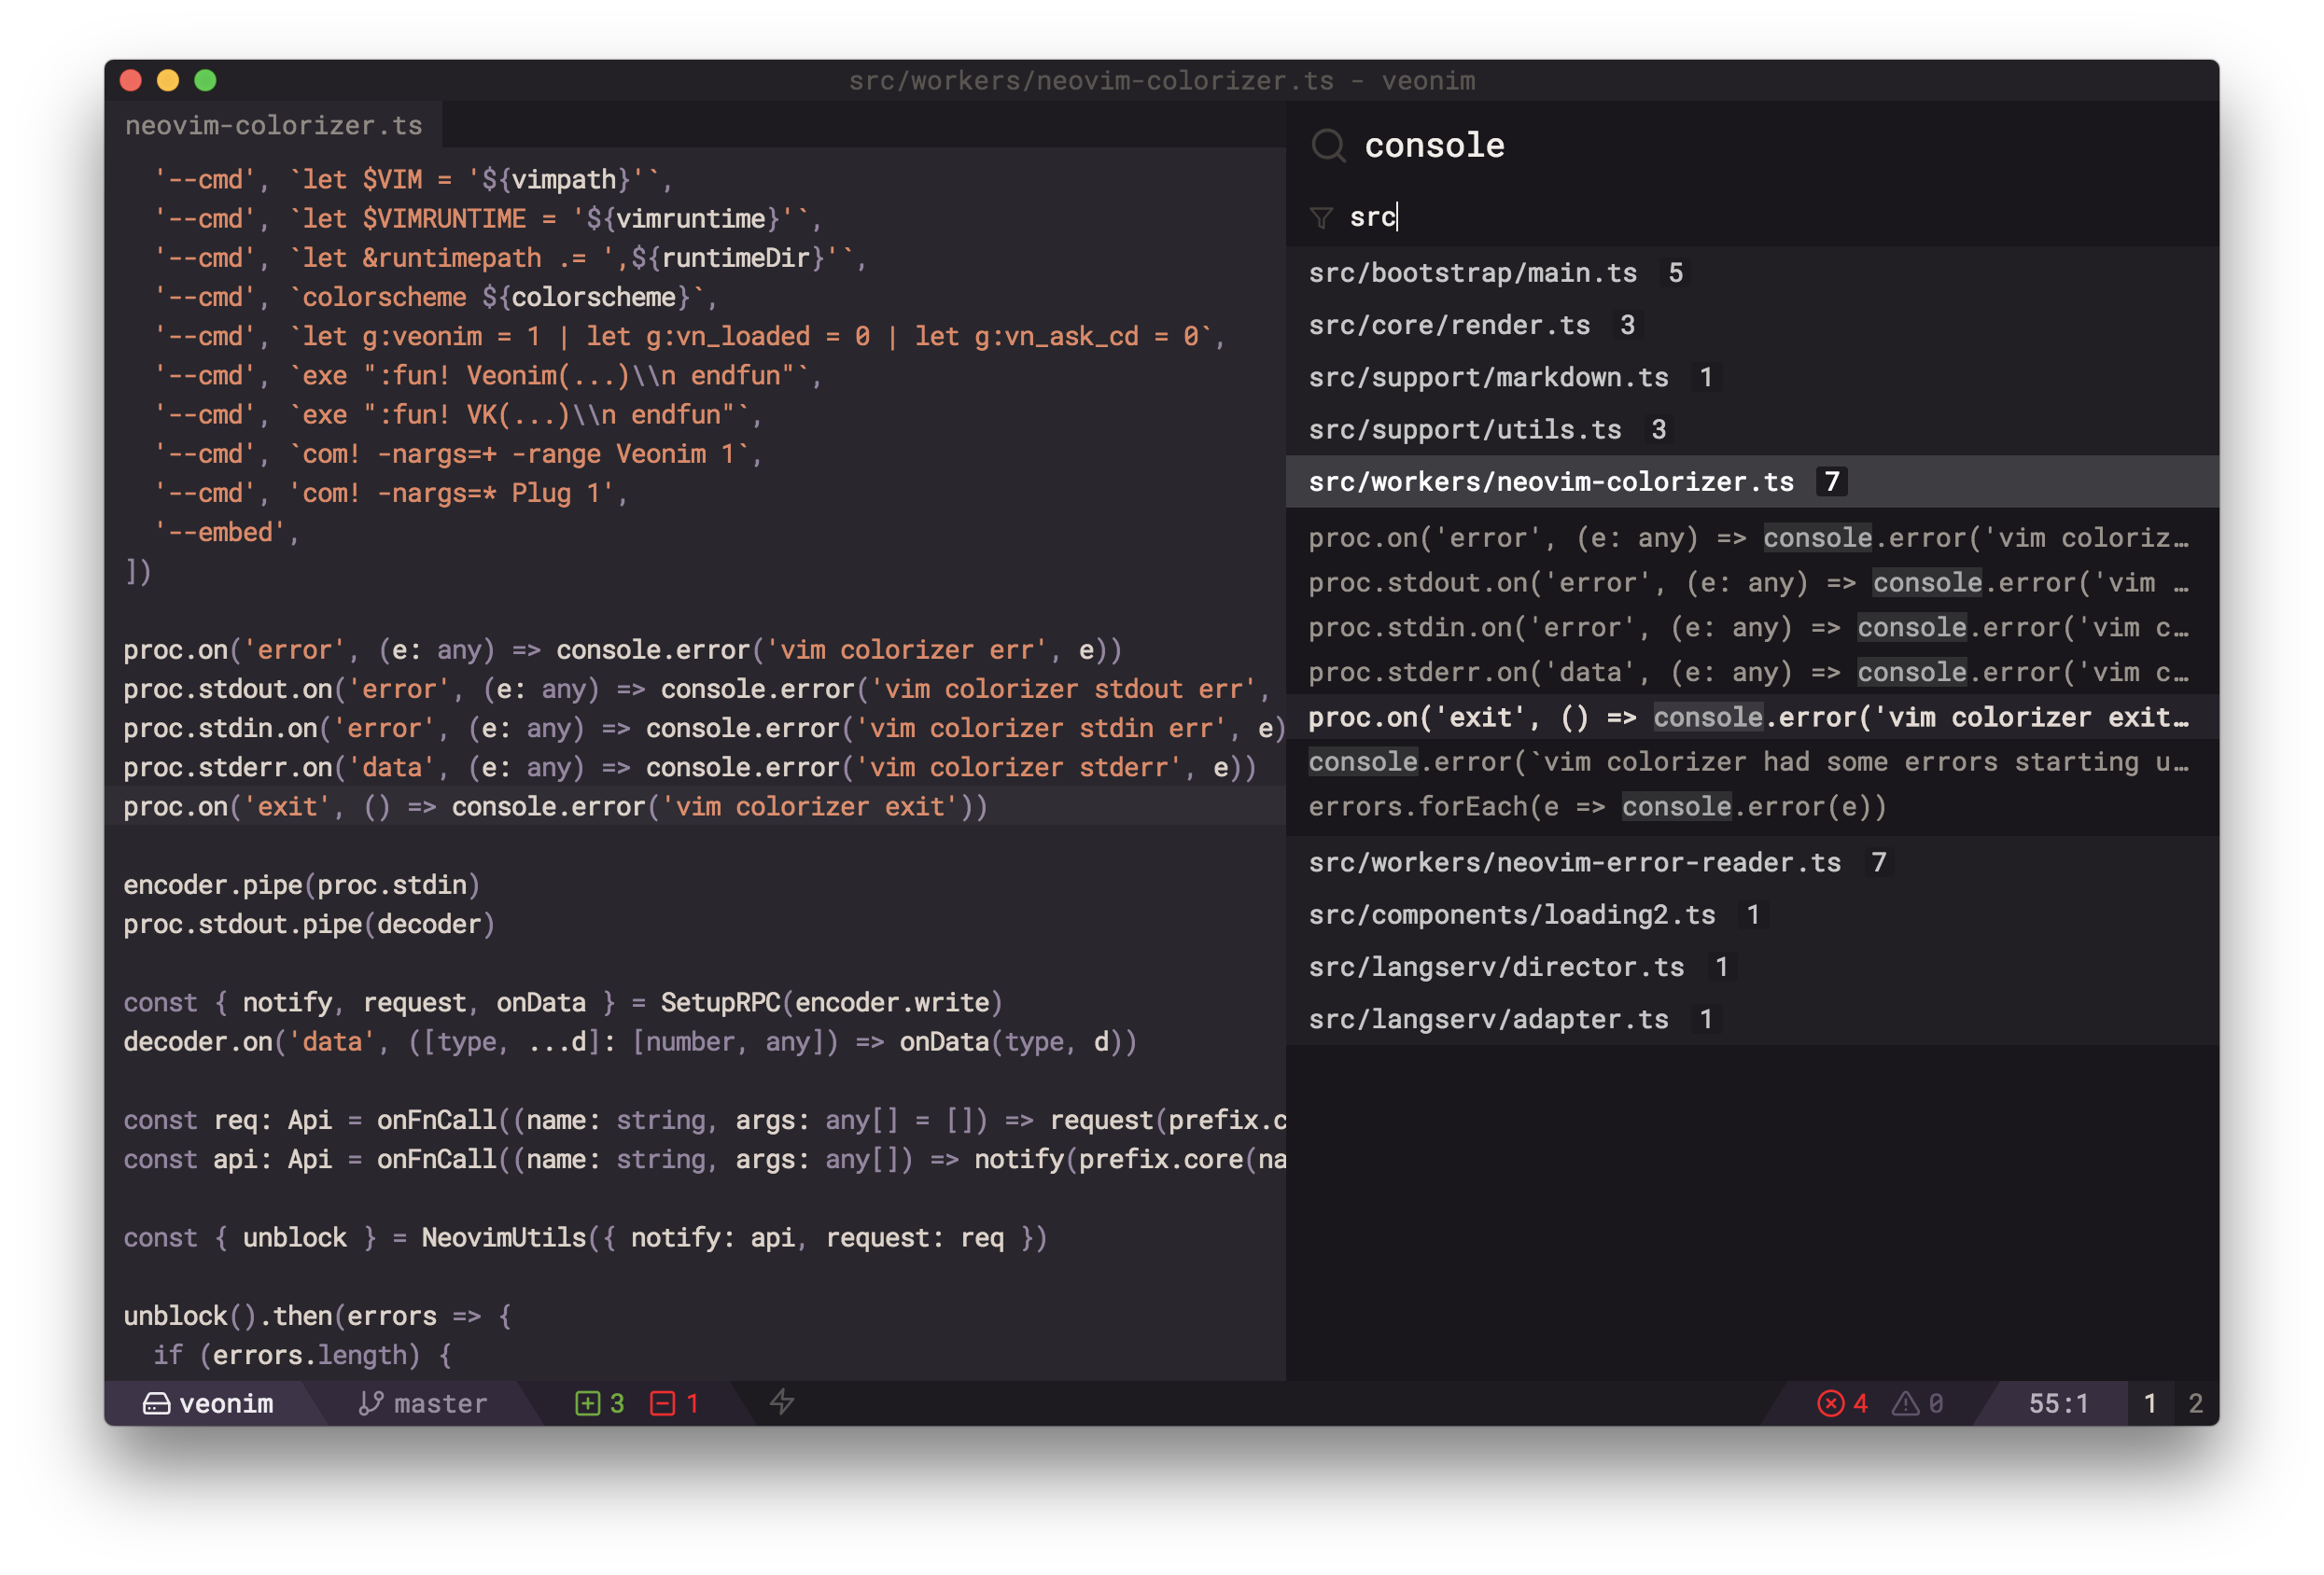 src/workers/neovim-colorizer.ts - veonim
neovim-colorizer.ts
'--cmd', `let $VIM = '${vimpath}'`,
'--cmd', `let $VIMRUNTIME = '${vimruntime}'`,
'--cmd', `let &runtimepath .= ',${runtimeDir}'`,
'--cmd', `colorscheme ${colorscheme}`,
'--cmd', `let g:veonim = 1 | let g:vn_loaded = 0 | let g:vn_ask_cd = 0`,
'--cmd', `exe ":fun! Veonim(...)\\n endfun"`,
'--cmd', `exe ":fun! VK(...)\\n endfun"`,
'--cmd', `com! -nargs=+ -range Veonim 1`,
'--cmd', 'com! -nargs=* Plug 1',
'--embed',
])
proc.on('error', (e: any) => console.error('vim colorizer err', e))
proc.stdout.on('error', (e: any) => console.error('vim colorizer stdout err',
proc.stdin.on('error', (e: any) => console.error('vim colorizer stdin err', e)
proc.stderr.on('data', (e: any) => console.error('vim colorizer stderr', e))
proc.on('exit', () => console.error('vim colorizer exit'))
encoder.pipe(proc.stdin)
proc.stdout.pipe(decoder)
const { notify, request, onData } = SetupRPC(encoder.write)
decoder.on('data', ([type, ...d]: [number, any]) => onData(type, d))
const req: Api = onFnCall((name: string, args: any[] = []) => request(prefix.c
const api: Api = onFnCall((name: string, args: any[]) => notify(prefix.core(na
const { unblock } = NeovimUtils({ notify: api, request: req })
unblock().then(errors => {
if (errors.length) {
console
src
src/bootstrap/main.ts 5
src/core/render.ts 3
src/support/markdown.ts 1
src/support/utils.ts 3
src/workers/neovim-colorizer.ts 7
proc.on('error', (e: any) => console.error('vim coloriz…
proc.stdout.on('error', (e: any) => console.error('vim …
proc.stdin.on('error', (e: any) => console.error('vim c…
proc.stderr.on('data', (e: any) => console.error('vim c…
proc.on('exit', () => console.error('vim colorizer exit…
console.error(`vim colorizer had some errors starting u…
errors.forEach(e => console.error(e))
src/workers/neovim-error-reader.ts 7
src/components/loading2.ts 1
src/langserv/director.ts 1
src/langserv/adapter.ts 1
veonim master 3 1 4 0 55:1 1 2